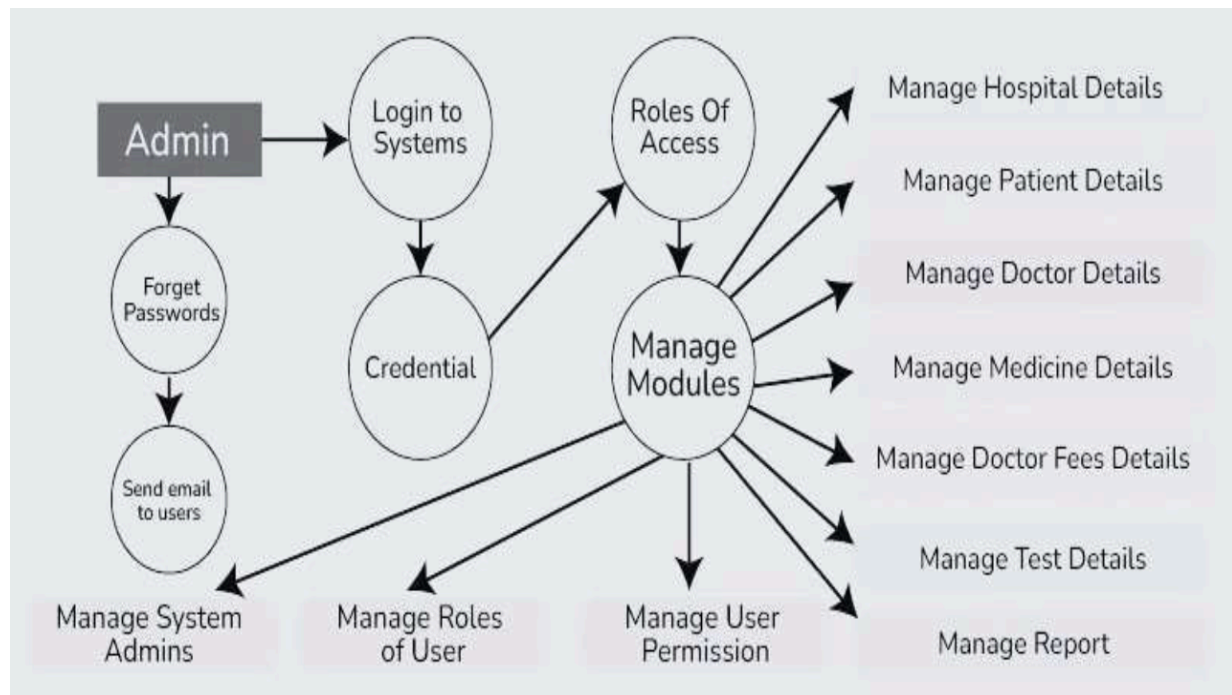 Admin
Login to
Systems
Roles Of
Access
Forget
Passwords
Credential
Manage
Modules
Send email
to users
Manage Hospital Details
Manage Patient Details
Manage Doctor Details
Manage Medicine Details
Manage Doctor Fees Details
Manage Test Details
Manage Report
Manage System
Admins
Manage Roles
of User
Manage User
Permission